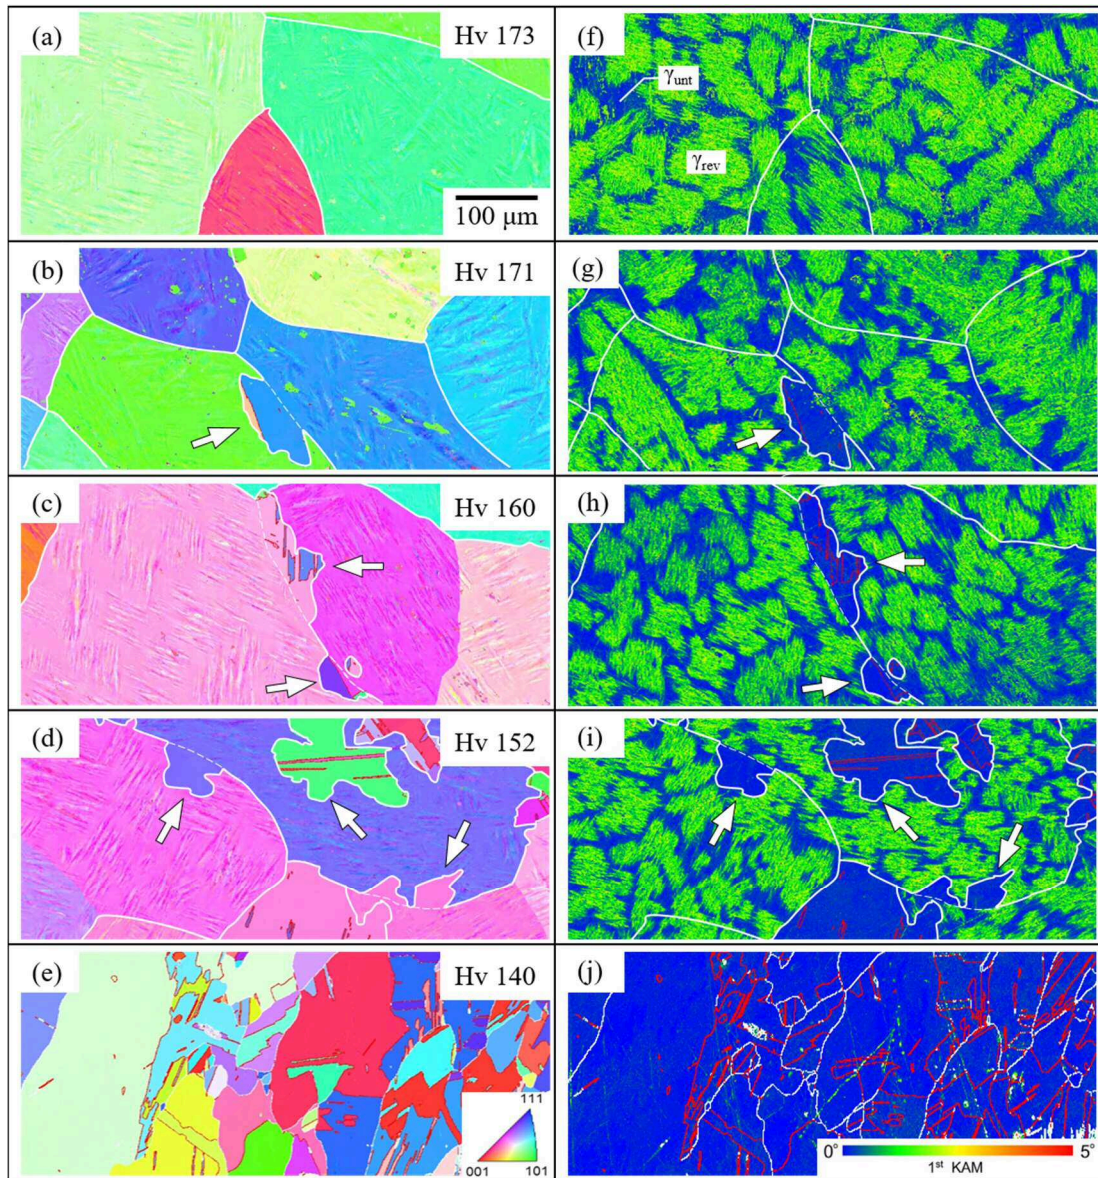 (a)
Hv 173
100 μm
(f)
γunt
γrev
(b)
Hv 171
(g)
(c)
Hv 160
(h)
(d)
Hv 152
(i)
(e)
Hv 140
111
001
101
(j)
0°
5°
1st KAM